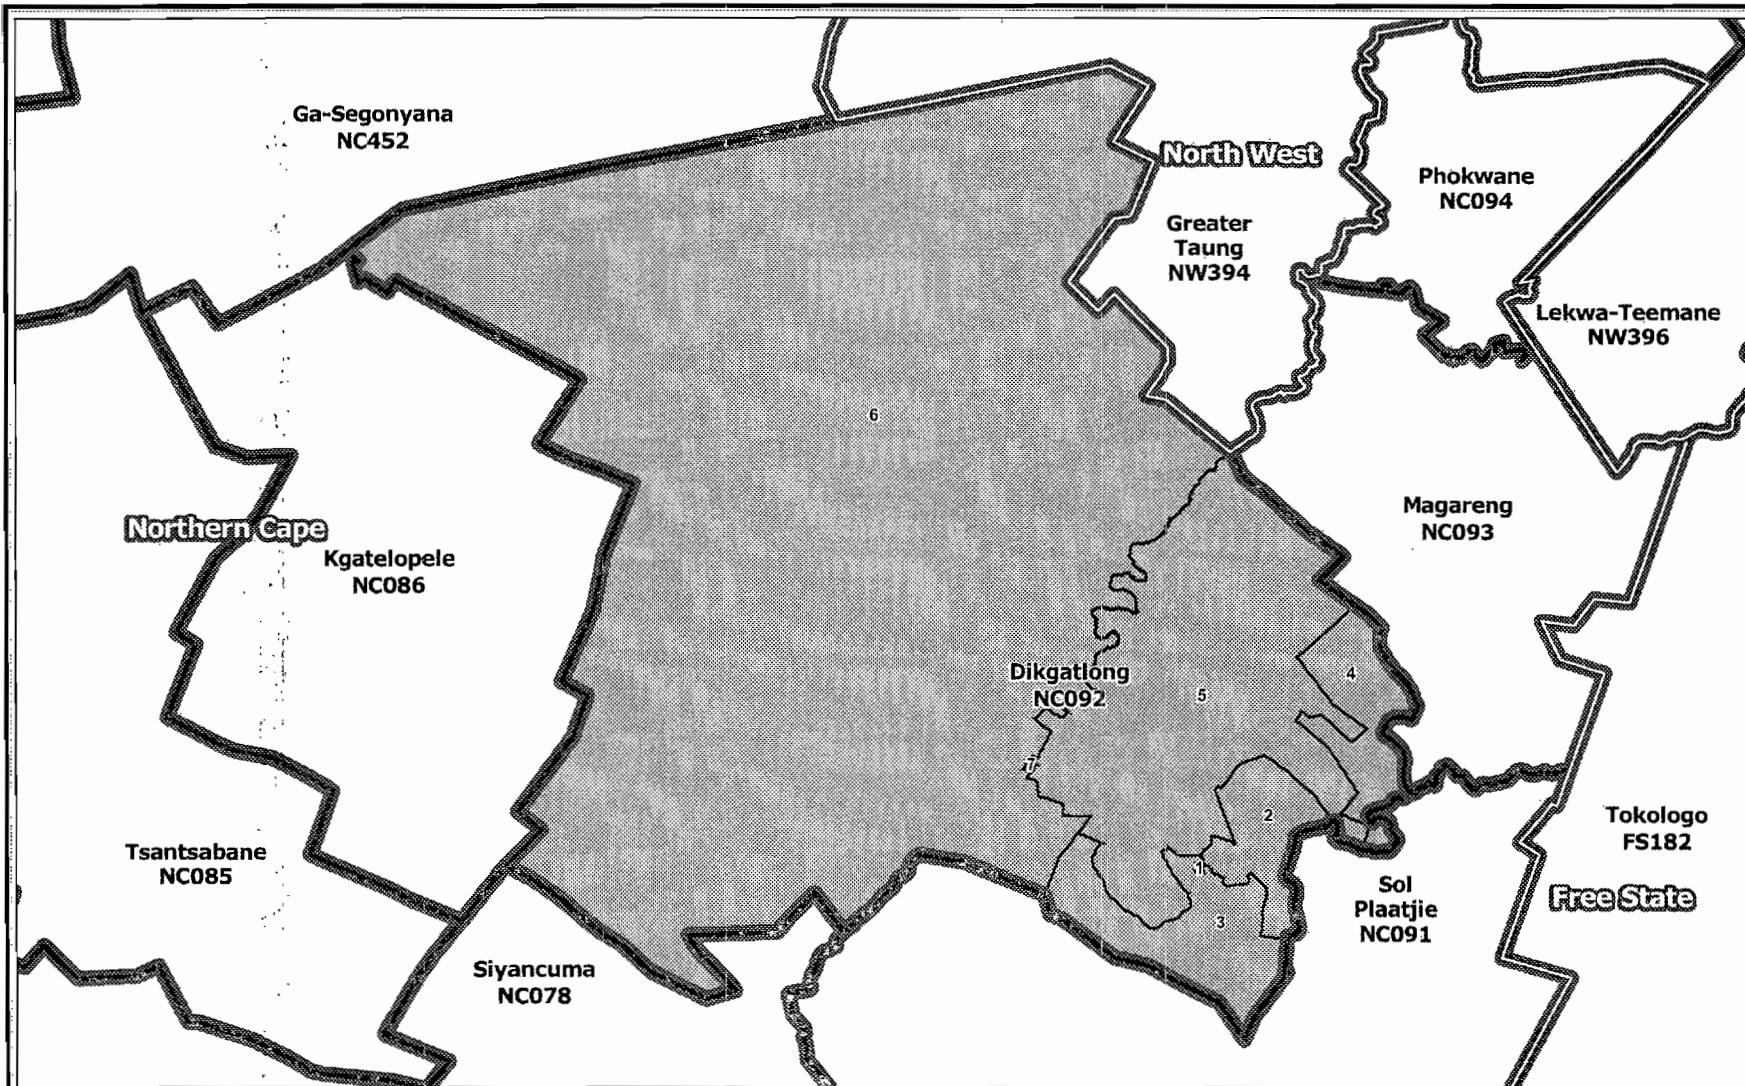 Ga-Segonyana
NC452
North West
Phokwane
NC094
Greater
Taung
NW394
Lekwa-Teemane
NW396
6
Magareng
NC093
Northern Cape
Kgatelopele
NC086
Dikgatlong
NC092
4
5
7
2
Tokologo
FS182
Tsantsabane
NC085
1
3
Sol
Plaatjie
NC091
Free State
Siyancuma
NC078